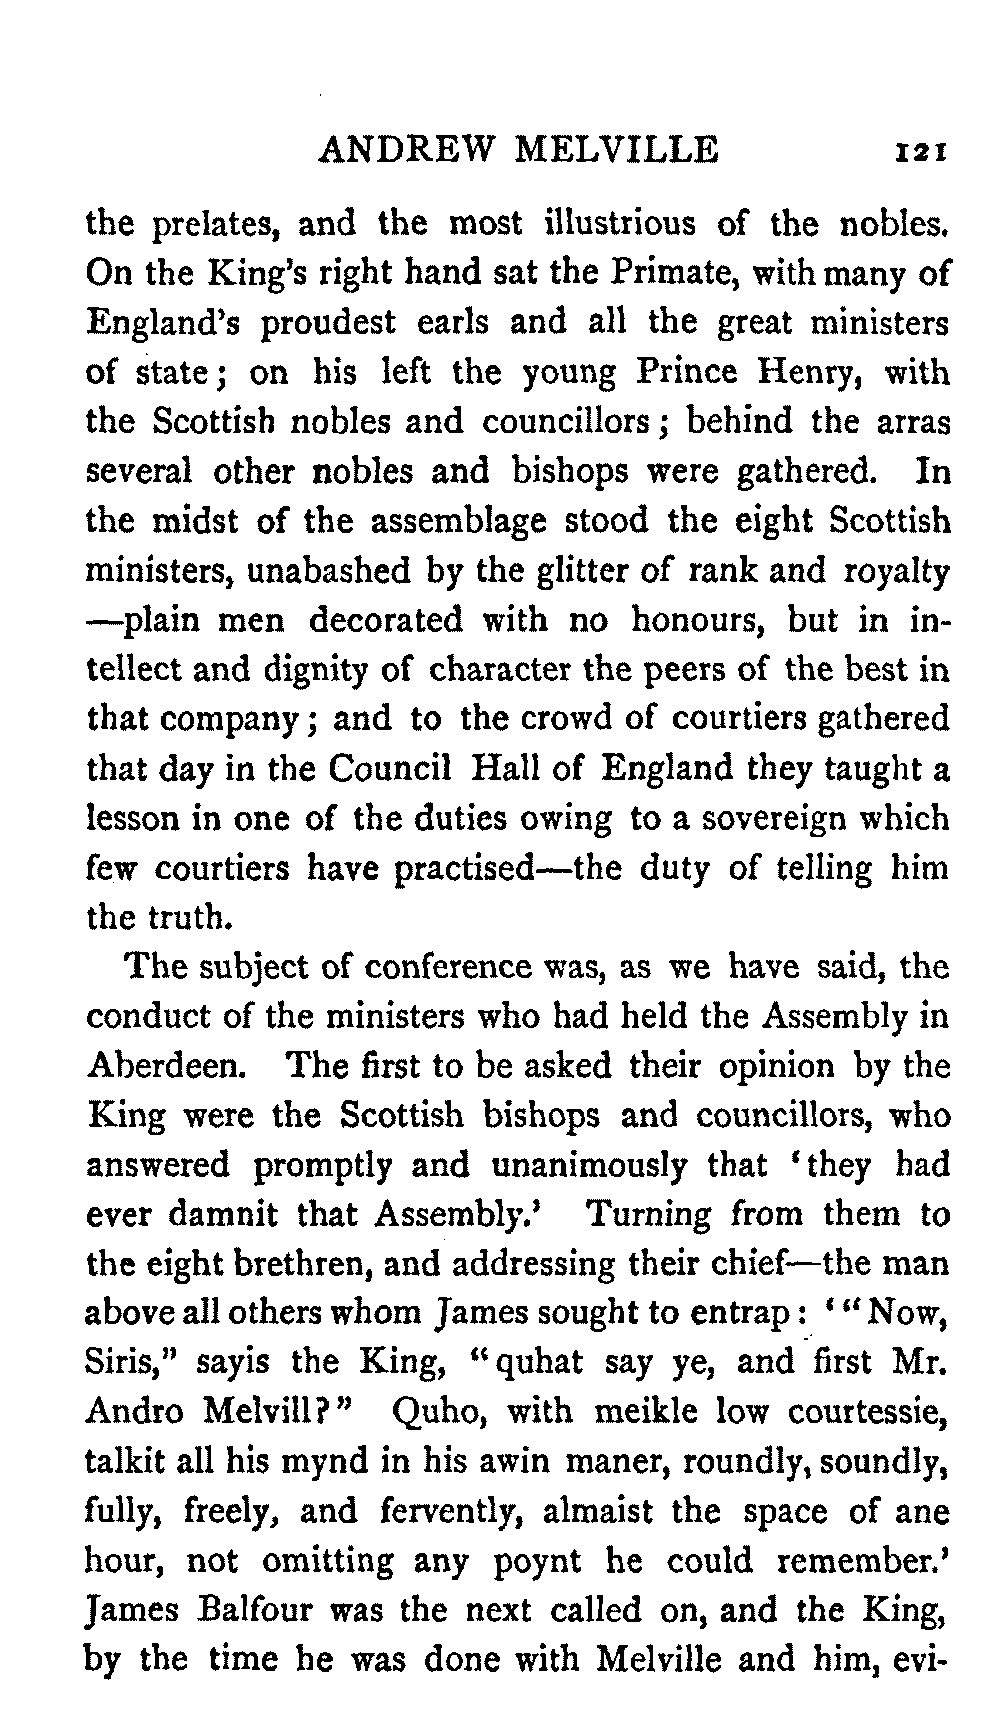 ANDREW MELVILLE 121
the prelates, and the most illustrious of the nobles.
On the King's right hand sat the Primate, with many of
England's proudest earls and all the great ministers
of state; on his left the young Prince Henry, with
the Scottish nobles and councillors; behind the arras
several other nobles and bishops were gathered. In
the midst of the assemblage stood the eight Scottish
ministers, unabashed by the glitter of rank and royalty
—plain men decorated with no honours, but in in-
tellect and dignity of character the peers of the best in
that company; and to the crowd of courtiers gathered
that day in the Council Hall of England they taught a
lesson in one of the duties owing to a sovereign which
few courtiers have practised—the duty of telling him
the truth.
The subject of conference was, as we have said, the
conduct of the ministers who had held the Assembly in
Aberdeen. The first to be asked their opinion by the
King were the Scottish bishops and councillors, who
answered promptly and unanimously that 'they had
ever damnit that Assembly.' Turning from them to
the eight brethren, and addressing their chief—the man
above all others whom James sought to entrap: '"Now,
Siris," sayis the King, "quhat say ye, and first Mr.
Andro Melvill?" Quho, with meikle low courtessie,
talkit all his mynd in his awin maner, roundly, soundly,
fully, freely, and fervently, almaist the space of ane
hour, not omitting any poynt he could remember.'
James Balfour was the next called on, and the King,
by the time he was done with Melville and him, evi-